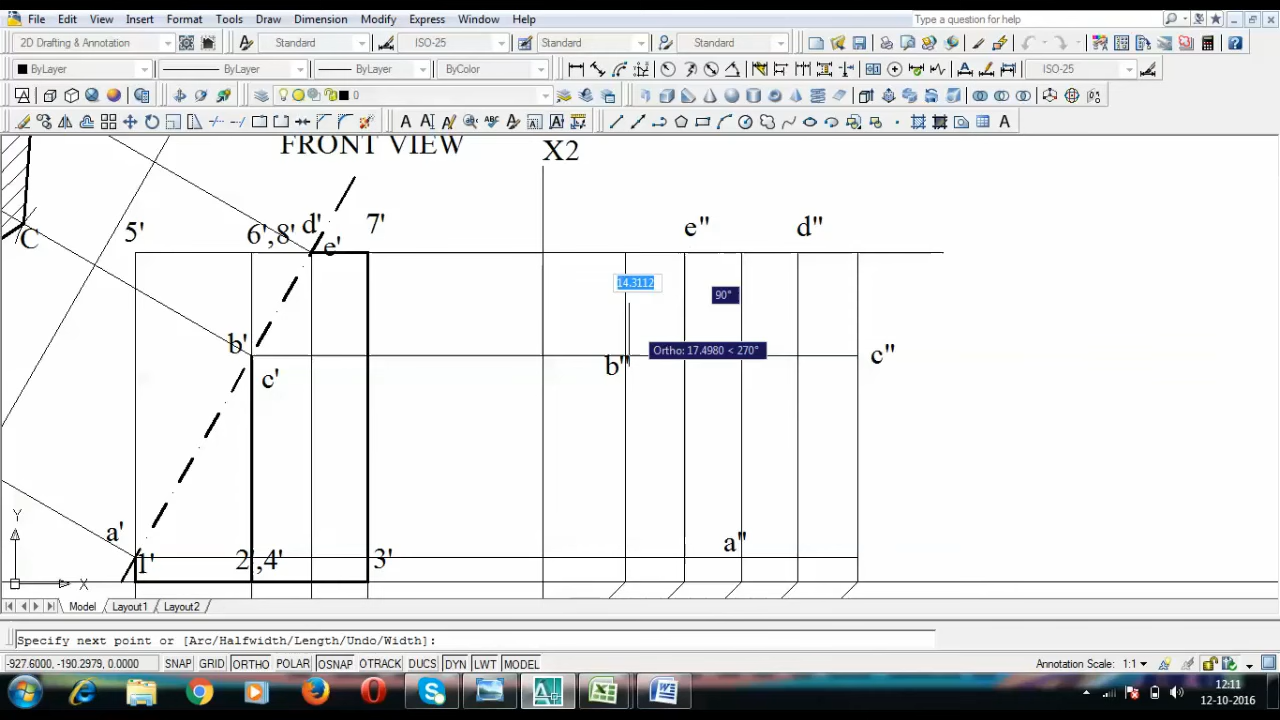 File Edit View Insert Format Tools Draw Dimension Modify Express Window Help Type a question for help
2D Drafting & Annotation Standard ISO-25 Standard Standard
ByLayer ByLayer ByLayer ByColor ISO-25
0
FRONT VIEW
X2
C
5'
6',8'
d'
e'
7'
e"
d"
14.3112
90°
Ortho: 17.4980 < 270°
b'
c'
b"
c"
a'
1'
2',4'
3'
a"
Y
X
Model Layout1 Layout2
Specify next point or [Arc/Halfwidth/Length/Undo/Width]:
-927.6000, -190.2979, 0.0000 SNAP GRID ORTHO POLAR OSNAP OTRACK DUCS DYN LWT MODEL Annotation Scale: 1:1
12:11
12-10-2016